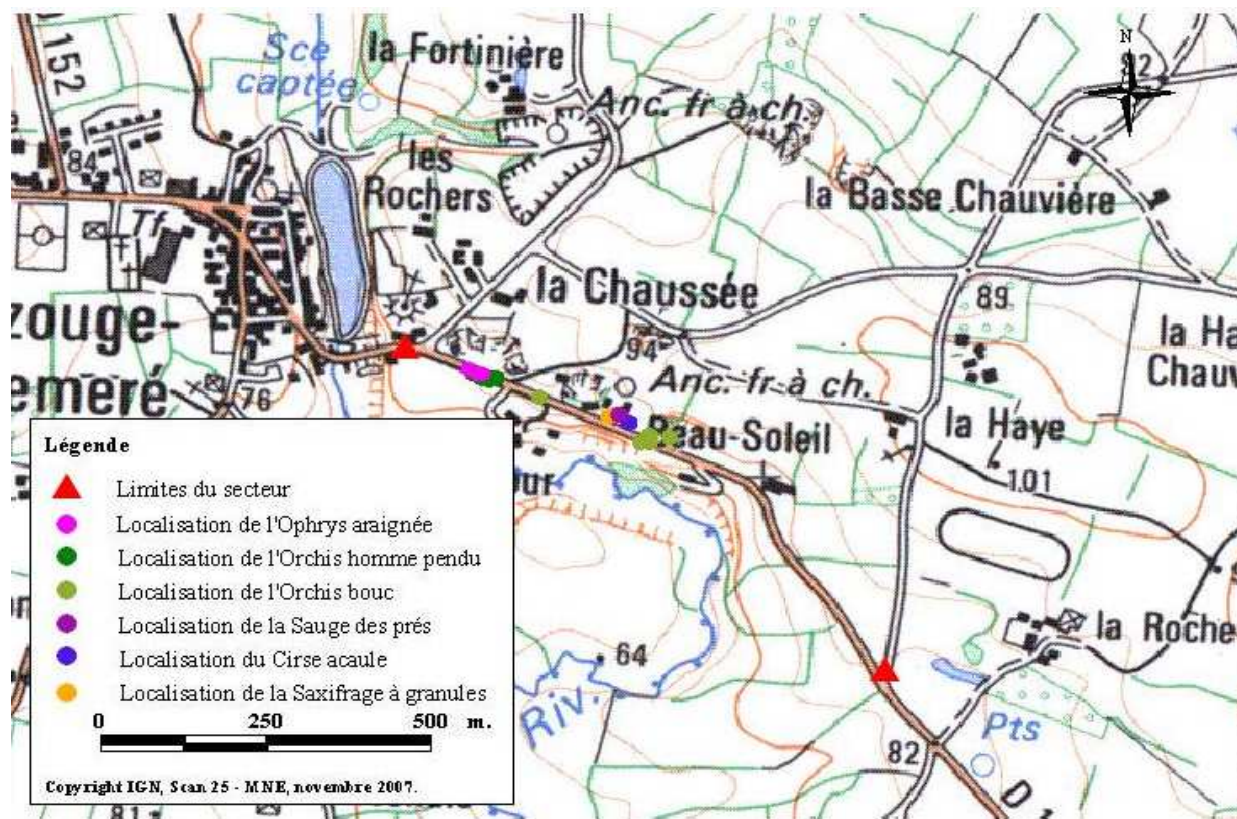 N
92
152
Sce
captée
la Fortinière
Anc. fr à ch.
84
les
Rochers
la Basse Chauvière
Tf
la Chaussée
89
zouge-
emeré
la Ha
Chauv
94
Anc. fr à ch.
76
Beau-Soleil
la Haye
our
101
Légende
Limites du secteur
Localisation de l'Ophrys araignée
Localisation de l'Orchis homme pendu
Localisation de l'Orchis bouc
Localisation de la Sauge des prés
Localisation du Cirse acaule
Localisation de la Saxifrage à granules
0 250 500 m.
Copyright IGN, Scan 25 - MNE, novembre 2007.
64
la Roche
Riv.
Pts
82
D
81